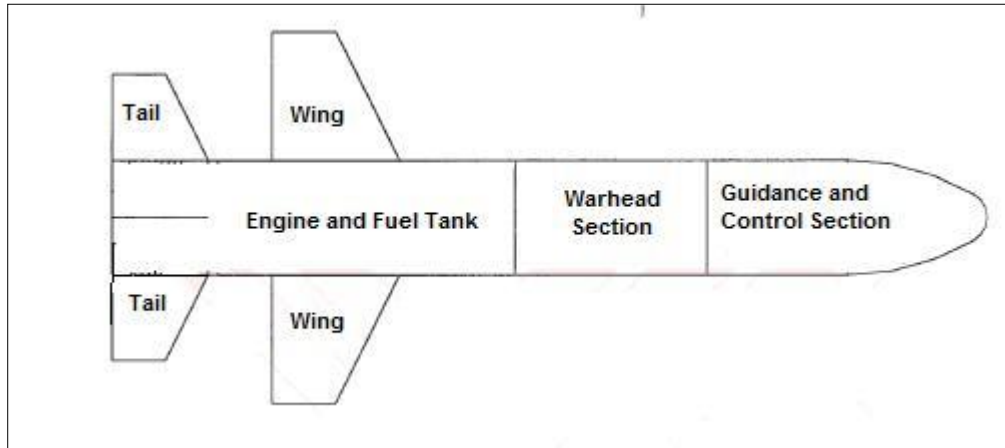 Tail
Wing
Engine and Fuel Tank
Warhead
Section
Guidance and
Control Section
Tail
Wing